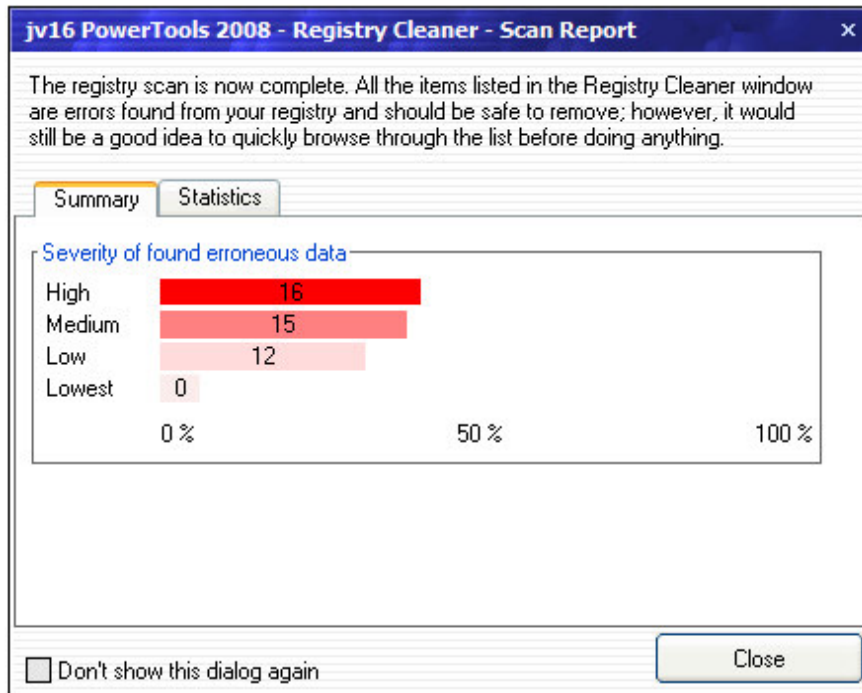 jv16 PowerTools 2008 - Registry Cleaner - Scan Report
The registry scan is now complete. All the items listed in the Registry Cleaner window
are errors found from your registry and should be safe to remove; however, it would
still be a good idea to quickly browse through the list before doing anything.
Summary Statistics
Severity of found erroneous data
High 16
Medium 15
Low 12
Lowest 0
0 % 50 % 100 %
Don't show this dialog again Close